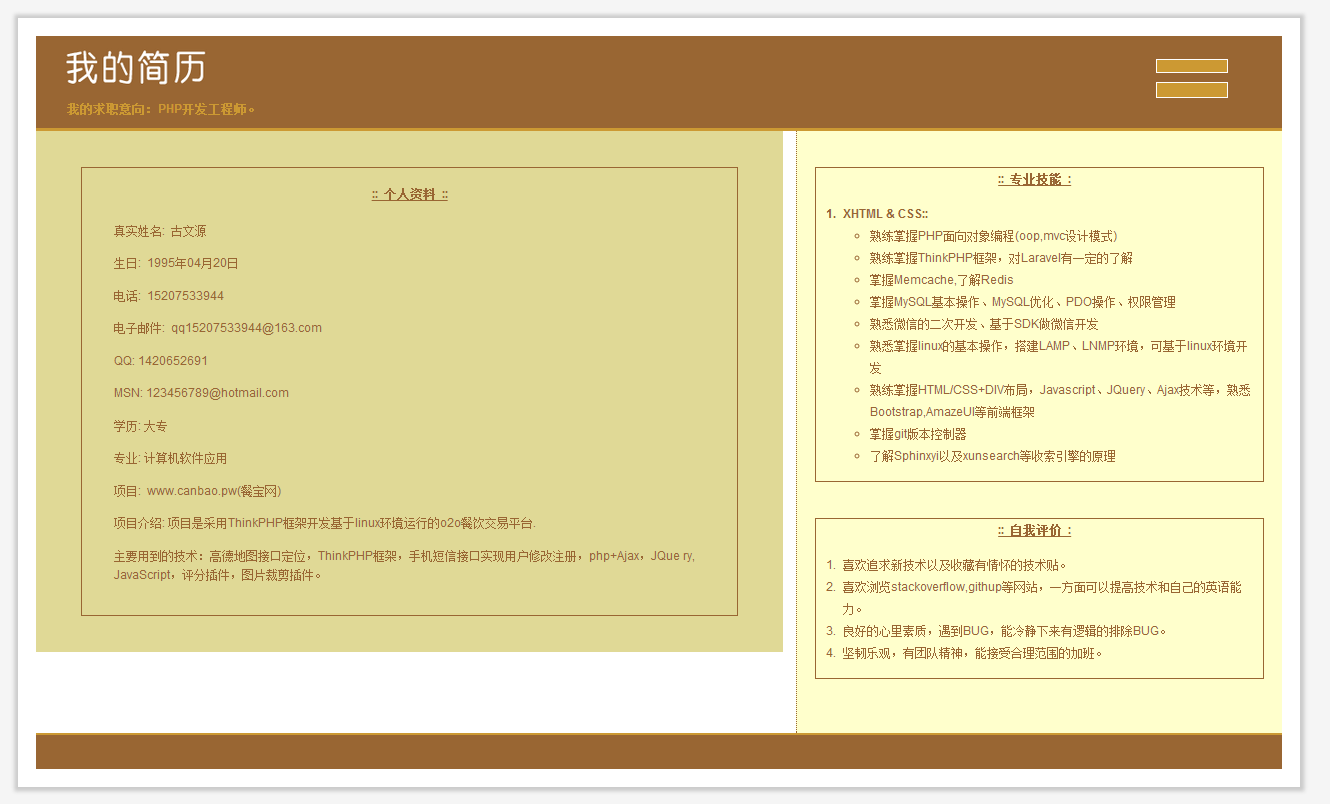 我的简历
我的求职意向：PHP开发工程师。
:: 个人资料 ::
真实姓名: 古文源
生日: 1995年04月20日
电话: 15207533944
电子邮件: qq15207533944@163.com
QQ: 1420652691
MSN: 123456789@hotmail.com
学历: 大专
专业: 计算机软件应用
项目: www.canbao.pw(餐宝网)
项目介绍: 项目是采用ThinkPHP框架开发基于linux环境运行的o2o餐饮交易平台.
主要用到的技术：高德地图接口定位，ThinkPHP框架，手机短信接口实现用户修改注册，php+Ajax，JQue ry,
JavaScript，评分插件，图片裁剪插件。
:: 专业技能 :
1. XHTML & CSS::
熟练掌握PHP面向对象编程(oop,mvc设计模式)
熟练掌握ThinkPHP框架，对Laravel有一定的了解
掌握Memcache,了解Redis
掌握MySQL基本操作、MySQL优化、PDO操作、权限管理
熟悉微信的二次开发、基于SDK做微信开发
熟悉掌握linux的基本操作，搭建LAMP、LNMP环境，可基于linux环境开
发
熟练掌握HTML/CSS+DIV布局，Javascript、JQuery、Ajax技术等，熟悉
Bootstrap,AmazeUI等前端框架
掌握git版本控制器
了解Sphinxyi以及xunsearch等收索引擎的原理
:: 自我评价 :
1. 喜欢追求新技术以及收藏有情怀的技术贴。
2. 喜欢浏览stackoverflow,githup等网站，一方面可以提高技术和自己的英语能
力。
3. 良好的心里素质，遇到BUG，能冷静下来有逻辑的排除BUG。
4. 坚韧乐观，有团队精神，能接受合理范围的加班。